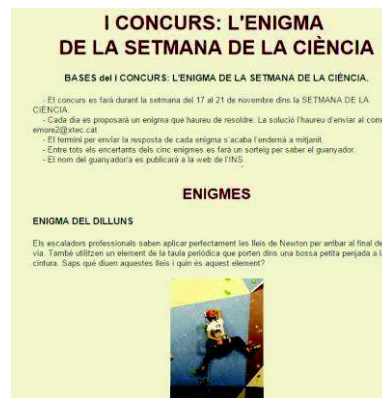 I CONCURS: L'ENIGMA
DE LA SETMANA DE LA CIÈNCIA
BASES del I CONCURS: L'ENIGMA DE LA SETMANA DE LA CIÈNCIA.
- El concurs es farà durant la setmana del 17 al 21 de novembre dins la SETMANA DE LA
CIÈNCIA.
- Cada dia es proposarà un enigma que haureu de resoldre. La solució l'haureu d'enviar al
emore2@xtec.cat
- El termini per enviar la resposta de cada enigma s'acaba l'endemà a mitjanit.
- Entre tots els encertants dels cinc enigmes es farà un sorteig per saber el guanyador.
- El nom del guanyador/a es publicarà a la web de l'INS.
ENIGMES
ENIGMA DEL DILLUNS
Els escaladors professionals saben aplicar perfectament les lleis de Newton per arribar al final de
via. També utilitzen un element de la taula periòdica que porten dins una bossa petita penjada a
cintura. Saps què diuen aquestes lleis i quin és aquest element?